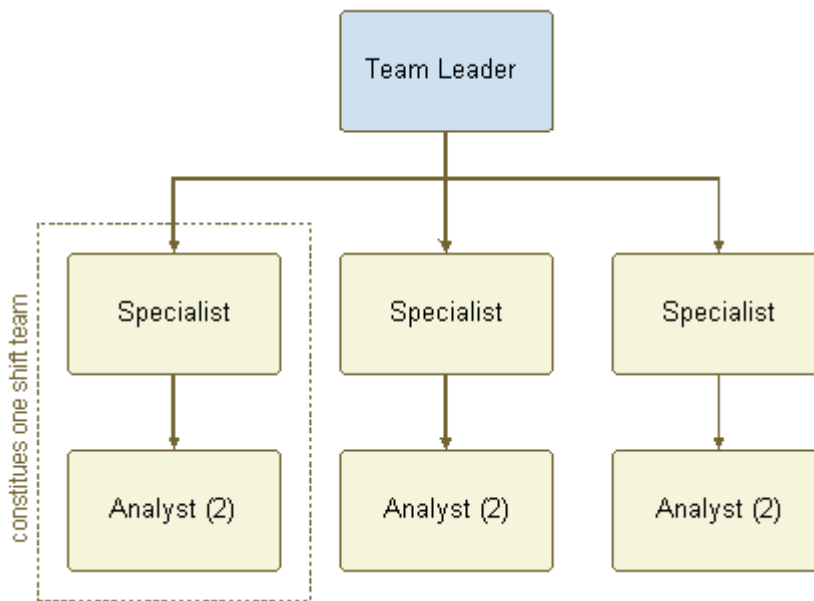 Team Leader
Specialist
Specialist
Specialist
constitues one shift team
Analyst (2)
Analyst (2)
Analyst (2)